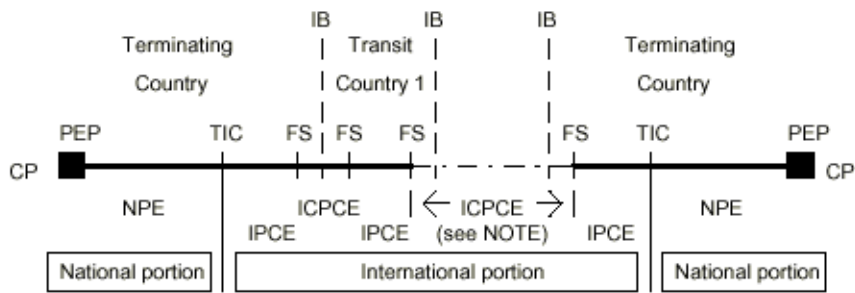 IB IB IB
Terminating Transit Terminating
Country Country 1 Country
PEP TIC FS FS FS FS TIC PEP
CP CP
NPE ICPCE ICPCE NPE
IPCE IPCE (see NOTE) IPCE
National portion International portion National portion